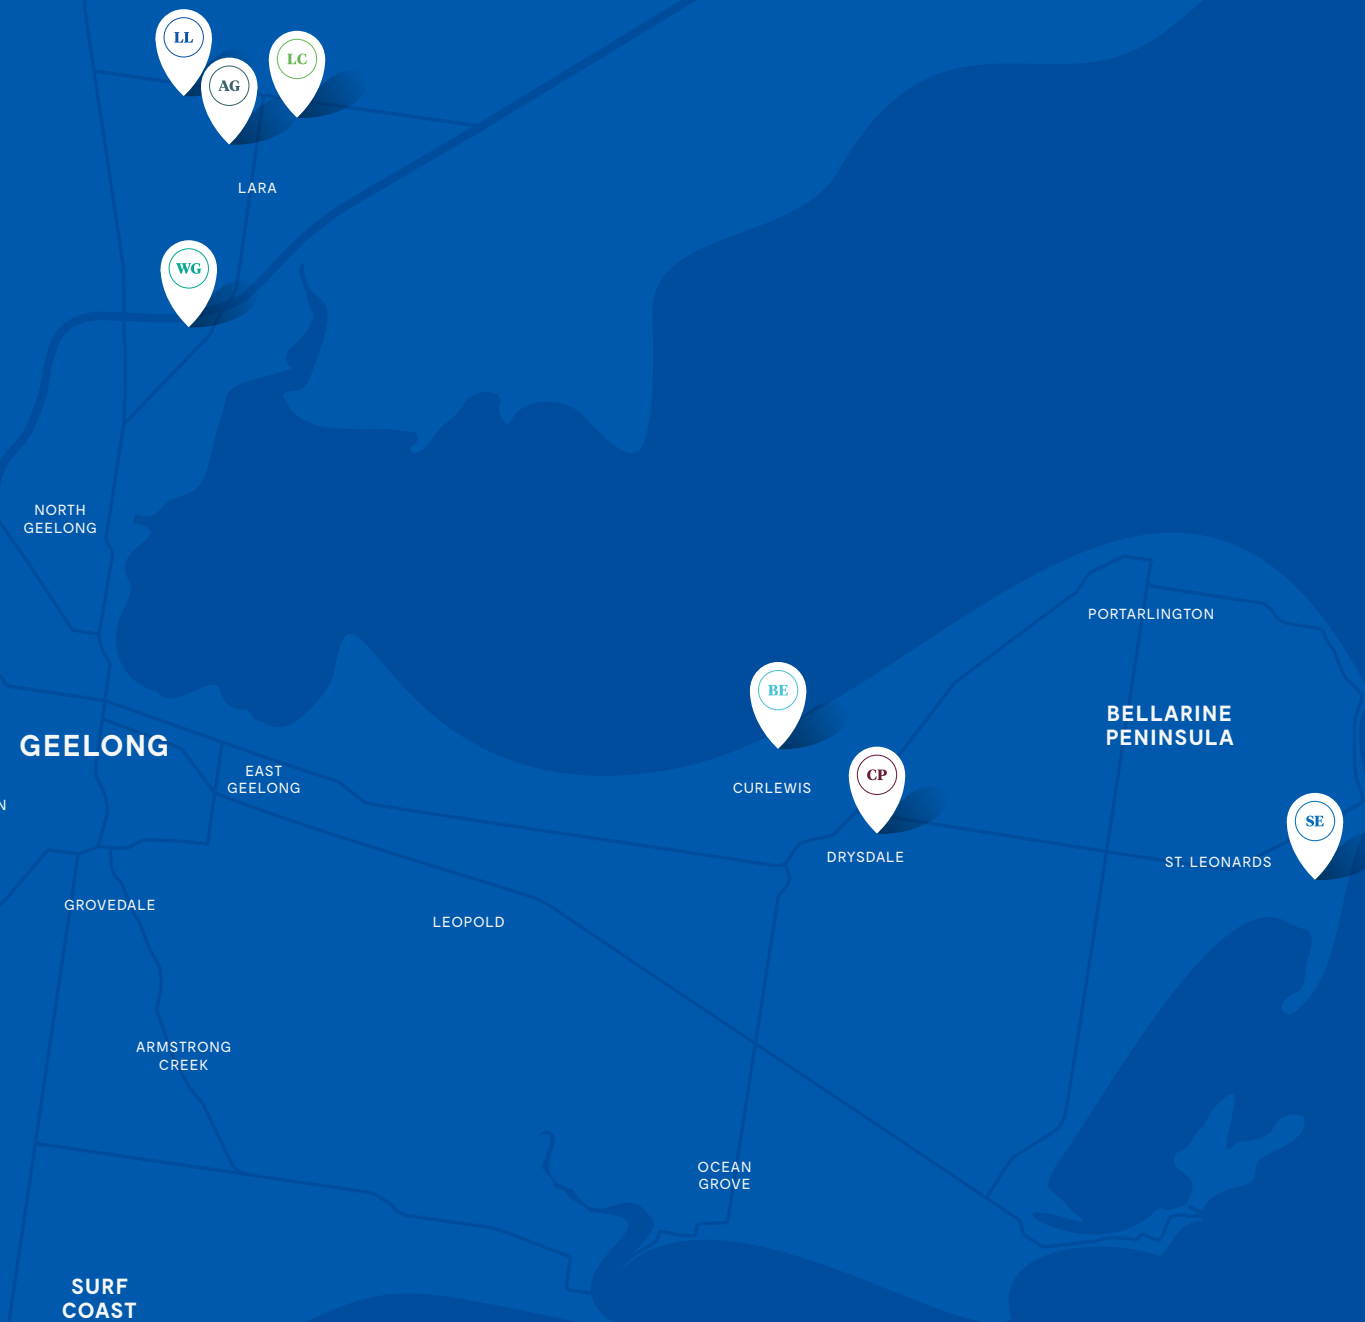 LL
LC
AG
LARA
WG
NORTH
GEELONG
PORTARLINGTON
BE
BELLARINE
PENINSULA
GEELONG
EAST
GEELONG
CP
CURLEWIS
N
SE
DRYSDALE
ST. LEONARDS
GROVEDALE
LEOPOLD
ARMSTRONG
CREEK
OCEAN
GROVE
SURF
COAST